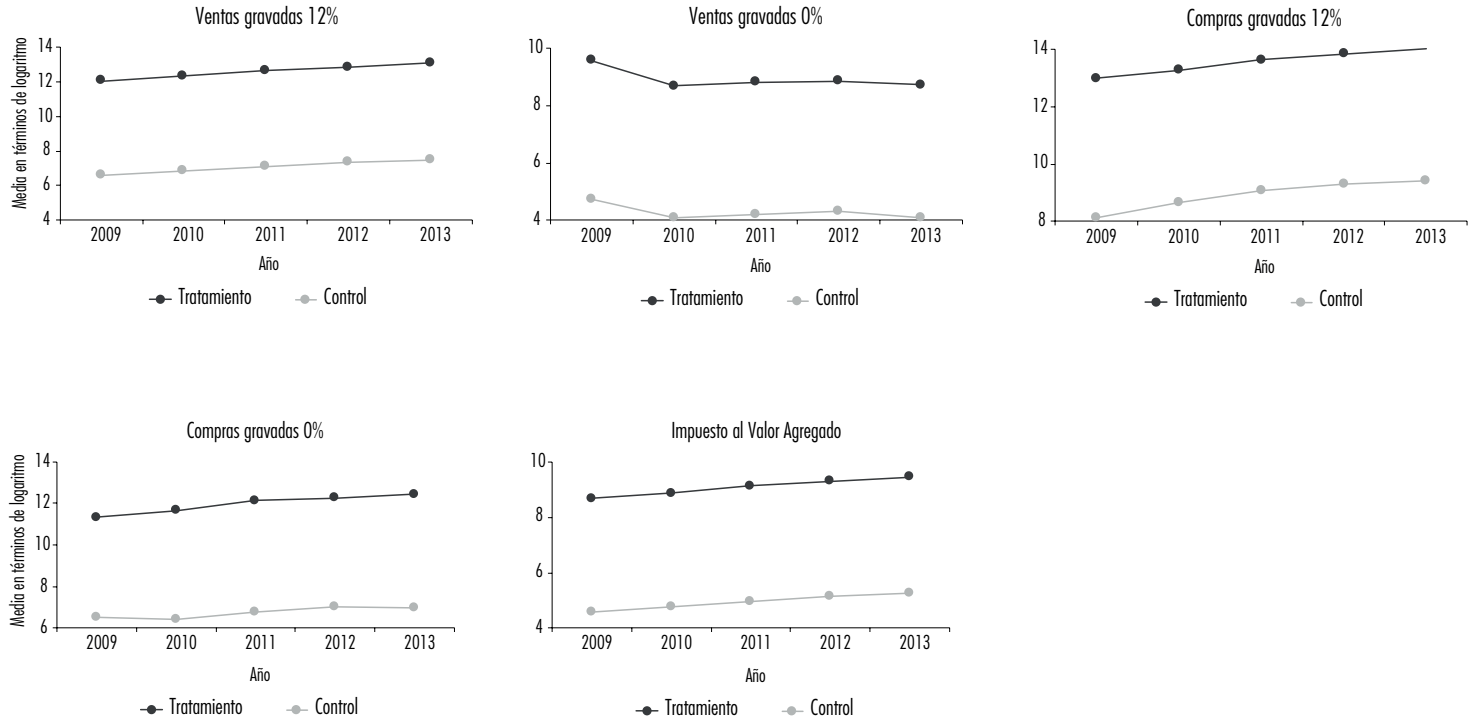 Ventas gravadas 12%
Media en términos de logaritmo
14
12
10
8
6
4
2009 2010 2011 2012 2013
Año
Tratamiento Control
Ventas gravadas 0%
10
8
6
4
2009 2010 2011 2012 2013
Año
Tratamiento Control
Compras gravadas 12%
14
12
10
8
2009 2010 2011 2012 2013
Año
Tratamiento Control
Compras gravadas 0%
Media en términos de logaritmo
14
12
10
8
6
2009 2010 2011 2012 2013
Año
Tratamiento Control
Impuesto al Valor Agregado
10
8
6
4
2009 2010 2011 2012 2013
Año
Tratamiento Control